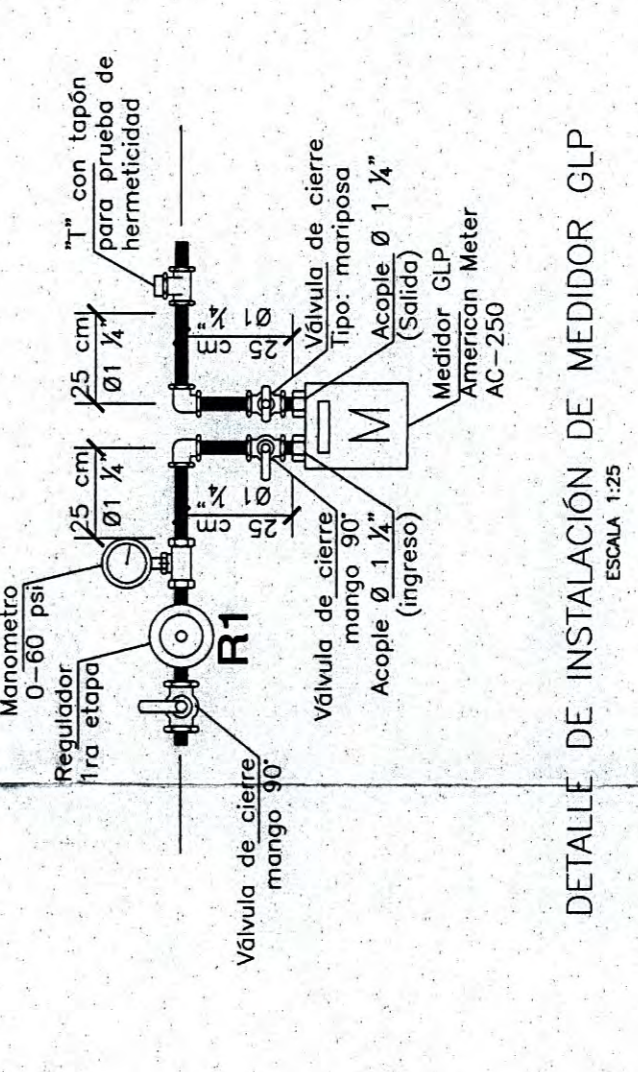 Manometro
0-60 psi
Regulador
1ra etapa
R1
Válvula de cierre
mango 90°
25 cm
Ø1 ¼"
25 cm
Ø1 ¼"
"T" con tapón
para prueba de
hermeticidad
25 cm
Ø1 ¼"
25 cm
Ø1 ¼"
Válvula de cierre
mango 90°
Acople Ø 1 ¼"
(ingreso)
Válvula de cierre
Tipo: mariposa
Acople Ø 1 ¼"
(Salida)
M
Medidor GLP
American Meter
AC-250
DETALLE DE INSTALACIÓN DE MEDIDOR GLP
ESCALA 1:25